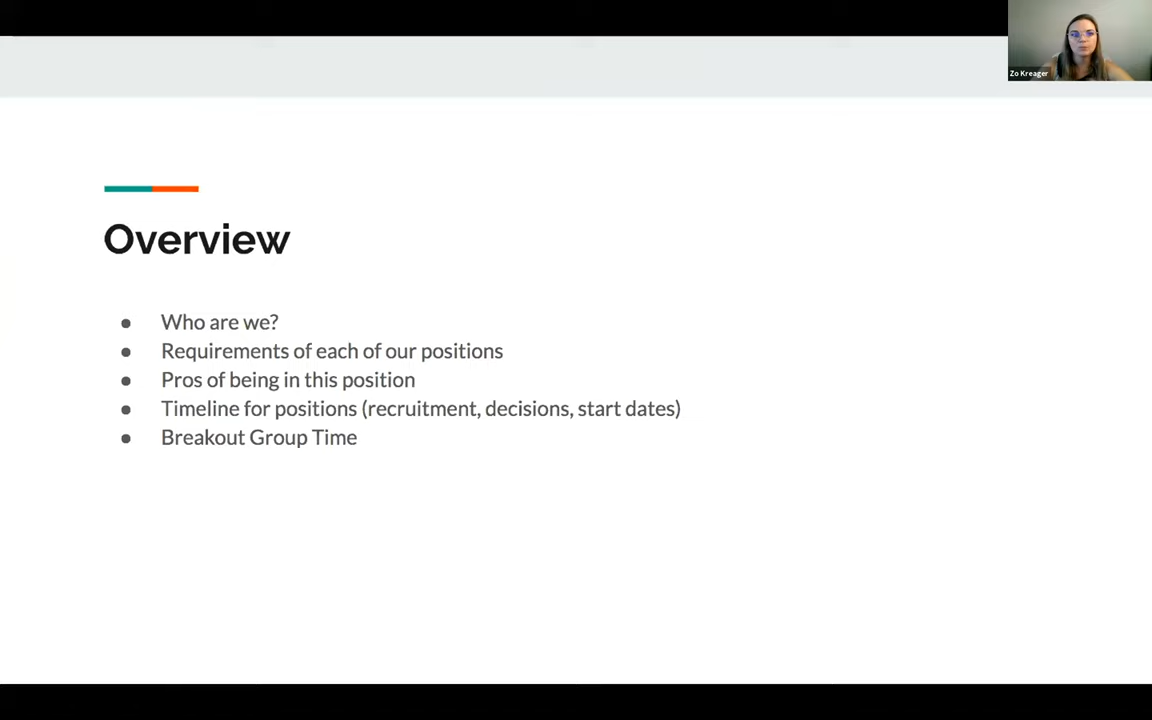 Zo Kreager
Overview
● Who are we?
● Requirements of each of our positions
● Pros of being in this position
● Timeline for positions (recruitment, decisions, start dates)
● Breakout Group Time